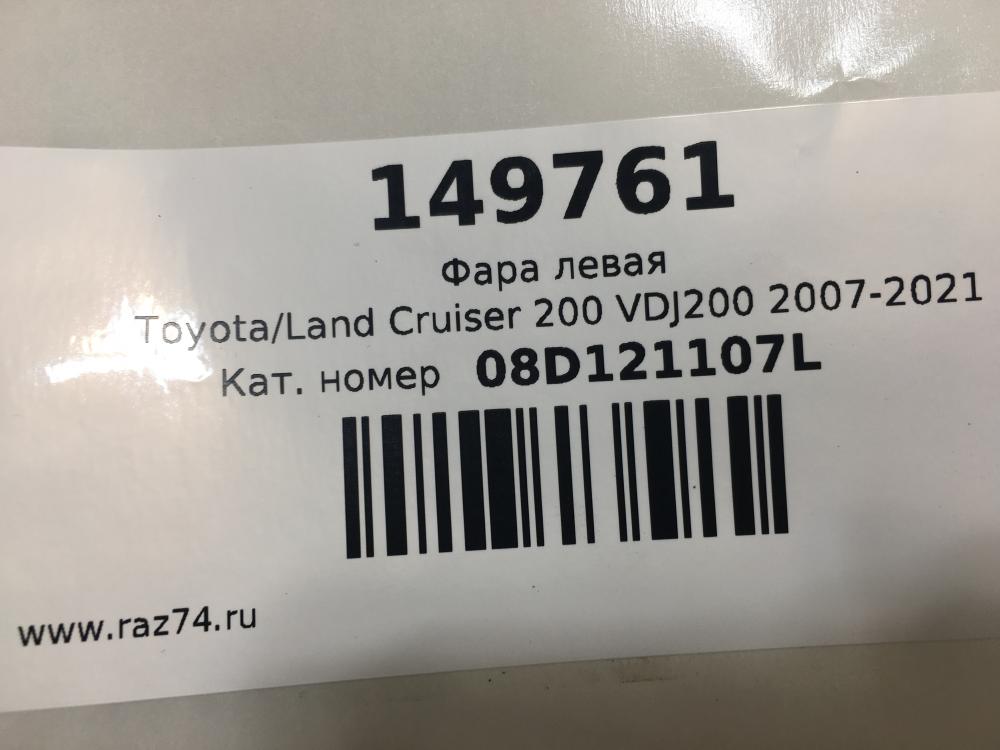 149761
Фара левая
Toyota/Land Cruiser 200 VDJ200 2007-2021
Кат. номер 08D121107L
www.raz74.ru